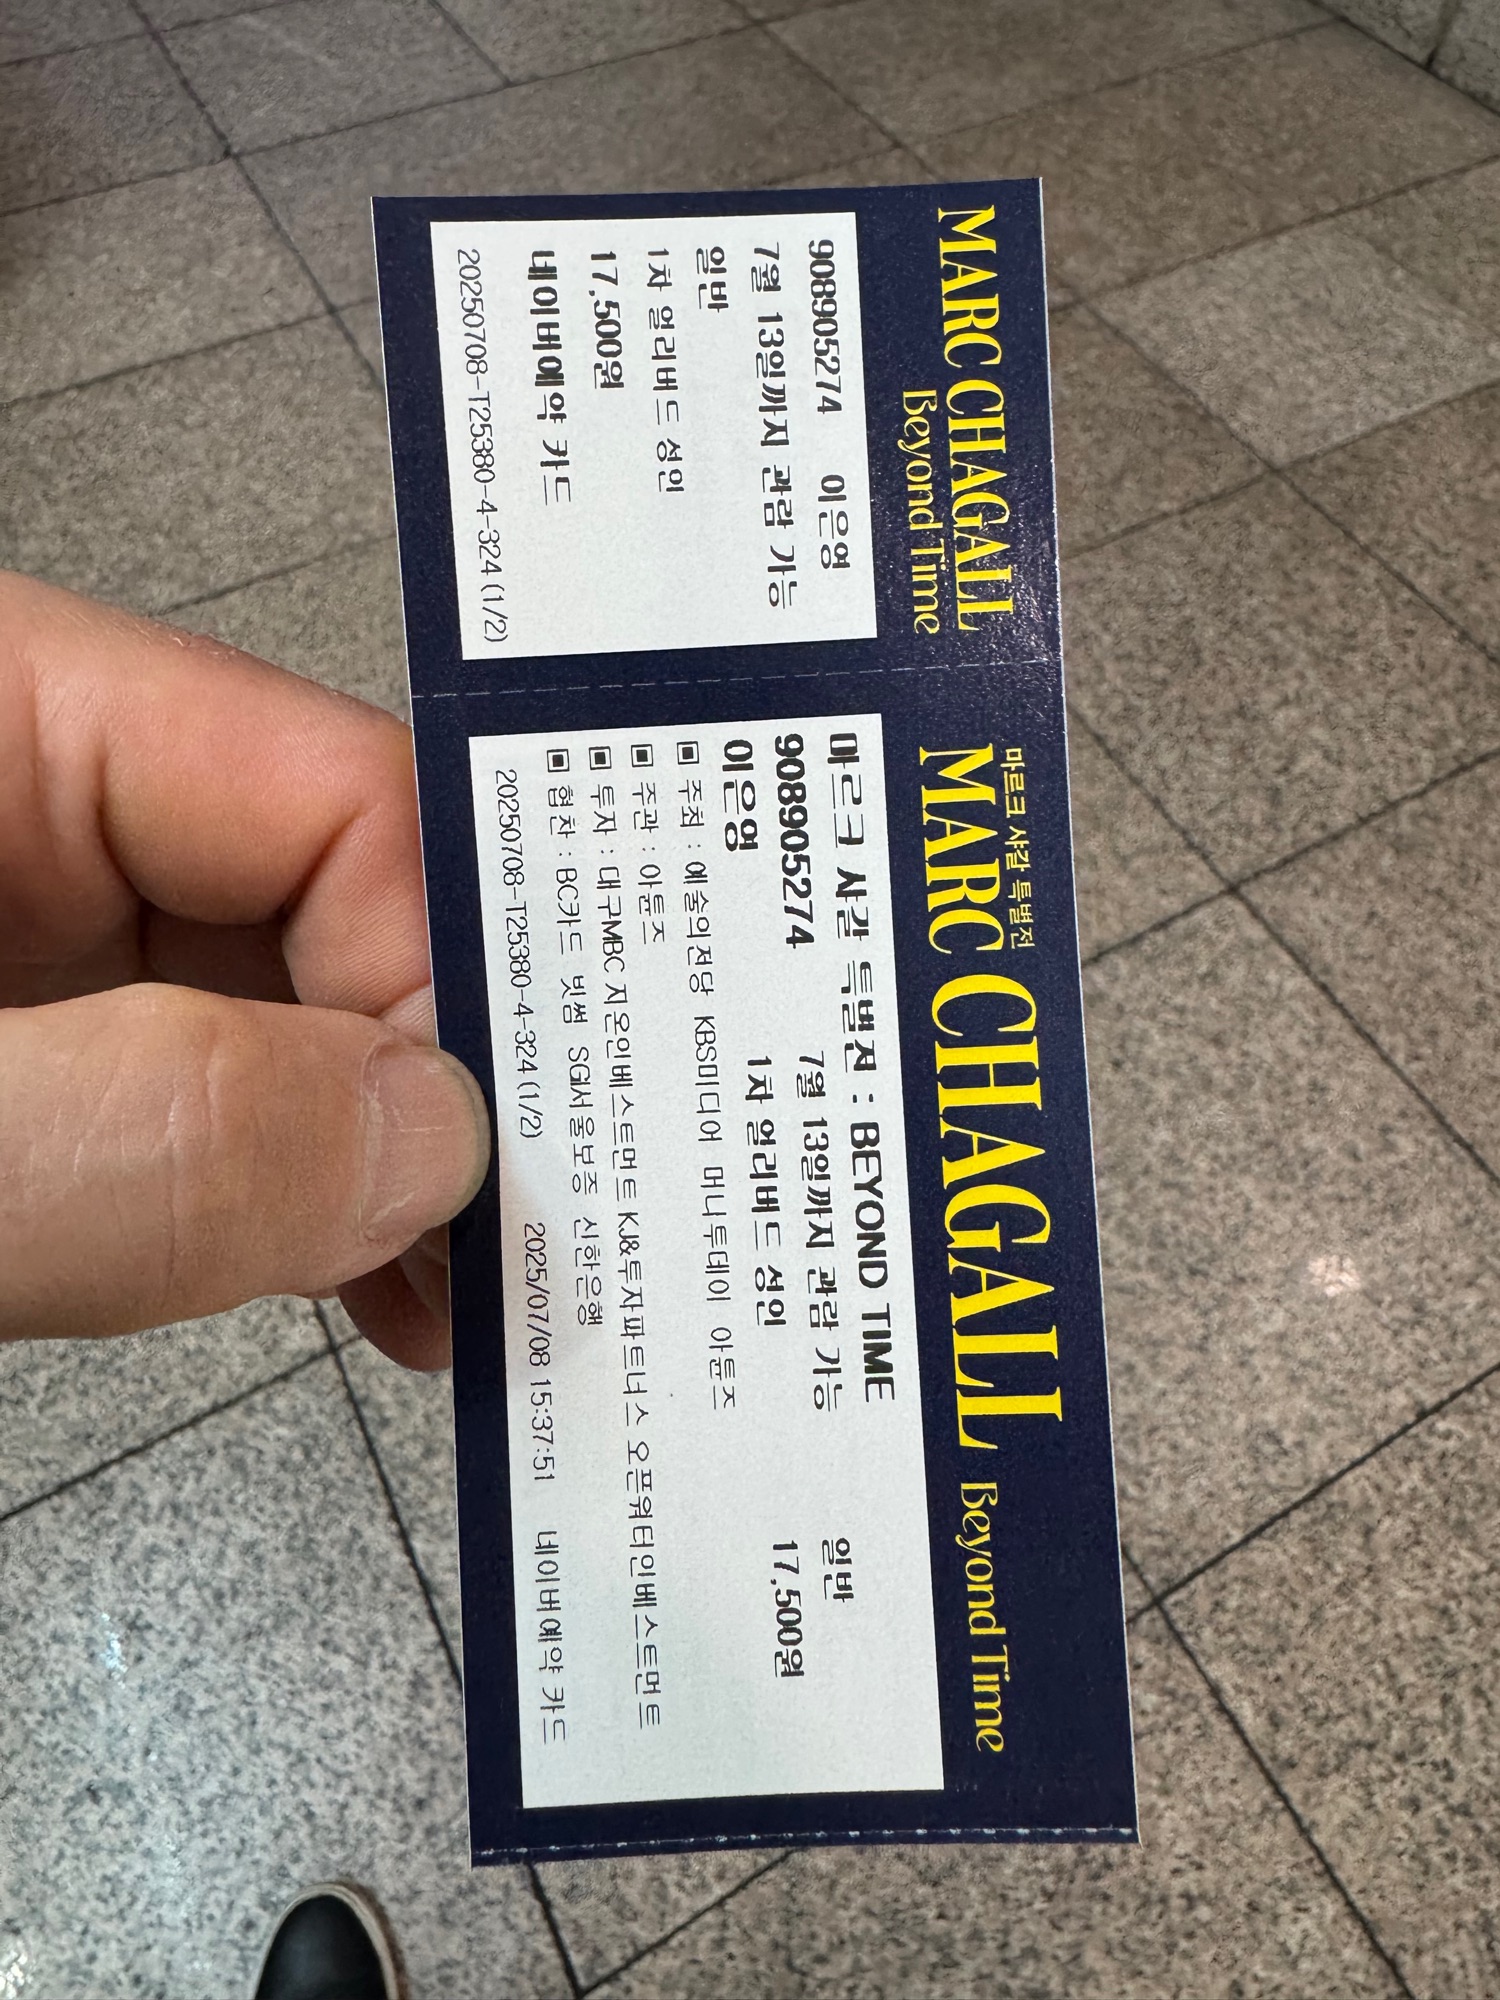 MARC CHAGALL
Beyond Time
908905274 이은영
7월 13일까지 관람 가능
일반
1차 얼리버드 성인
17,500원
네이버예약 카드
20250708-T25380-4-324 (1/2)
마르크 샤갈 특별전
MARC CHAGALL Beyond Time
마르크 샤갈 특별전 : BEYOND TIME
908905274 7월 13일까지 관람 가능 일반
이은영 1차 얼리버드 성인 17,500원
▣ 주최 : 예술의전당 KBS미디어 머니투데이 아튠즈
▣ 주관 : 아튠즈
▣ 투자 : 대구MBC 지온인베스트먼트 KJ&투자파트너스 오픈워터인베스트먼트
▣ 협찬 : BC카드 빗썸 SGI서울보증 신한은행
20250708-T25380-4-324 (1/2) 2025/07/08 15:37:51 네이버예약 카드